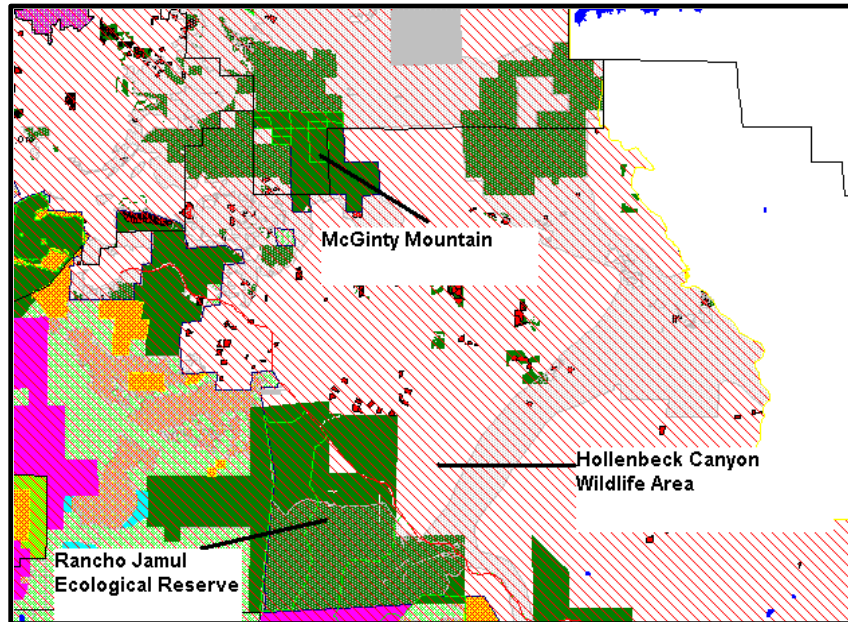 McGinty Mountain
Hollenbeck Canyon
Wildlife Area
Rancho Jamul
Ecological Reserve